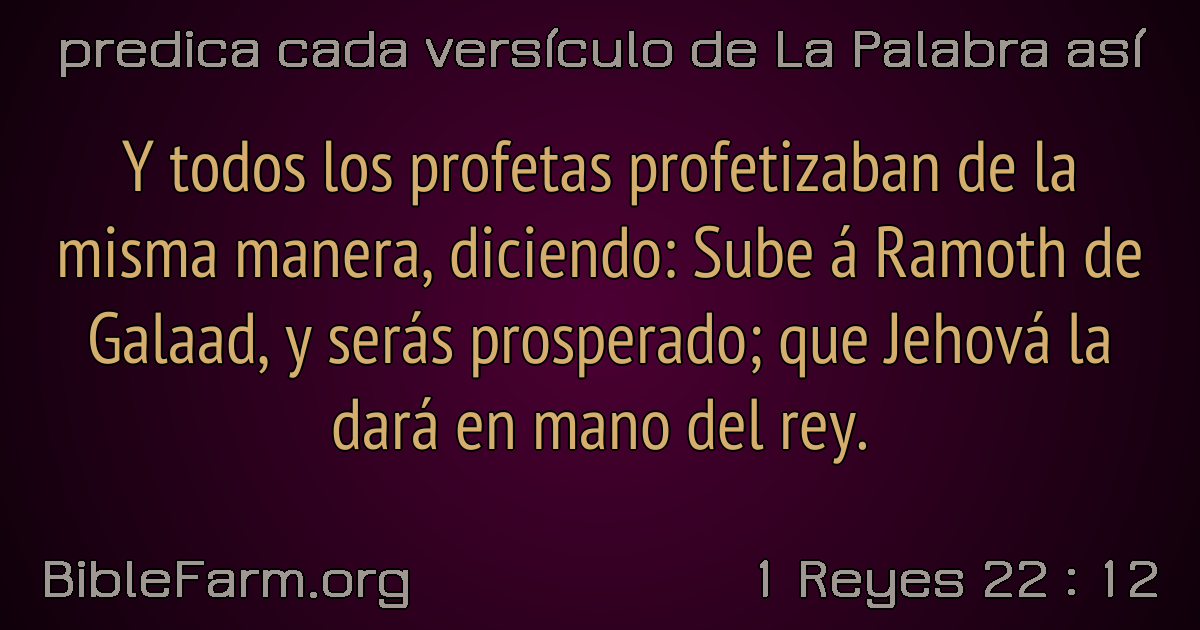 predica cada versículo de La Palabra así
Y todos los profetas profetizaban de la
misma manera, diciendo: Sube á Ramoth de
Galaad, y serás prosperado; que Jehová la
dará en mano del rey.
BibleFarm.org
1 Reyes 22 : 12